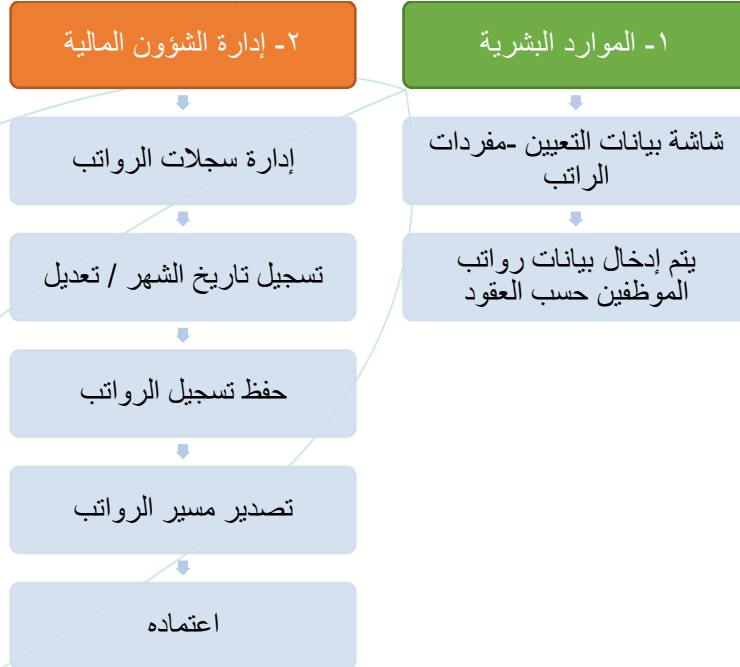 ١- الموارد البشرية
شاشة بيانات التعيين -مفردات
الراتب
يتم إدخال بيانات رواتب
الموظفين حسب العقود
٢- إدارة الشؤون المالية
إدارة سجلات الرواتب
تسجيل تاريخ الشهر / تعديل
حفظ تسجيل الرواتب
تصدير مسير الرواتب
اعتماده